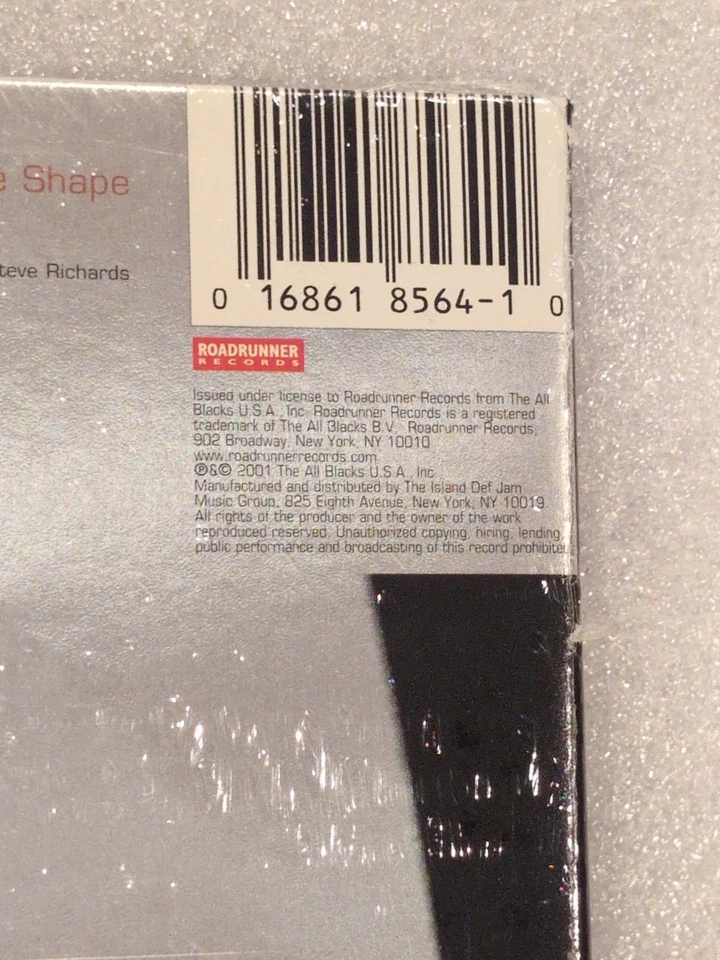 e Shape
teve Richards
0 16861 8564-1 0
ROADRUNNER
RECORDS
Issued under license to Roadrunner Records from The All
Blacks U.S.A., Inc. Roadrunner Records is a registered
trademark of The All Blacks B.V. Roadrunner Records,
902 Broadway, New York, NY 10010
www.roadrunnerrecords.com
℗&© 2001 The All Blacks U.S.A., Inc.
Manufactured and distributed by The Island Def Jam
Music Group, 825 Eighth Avenue, New York, NY 10019
All rights of the producer and the owner of the work
reproduced reserved. Unauthorized copying, hiring, lending,
public performance and broadcasting of this record prohibite